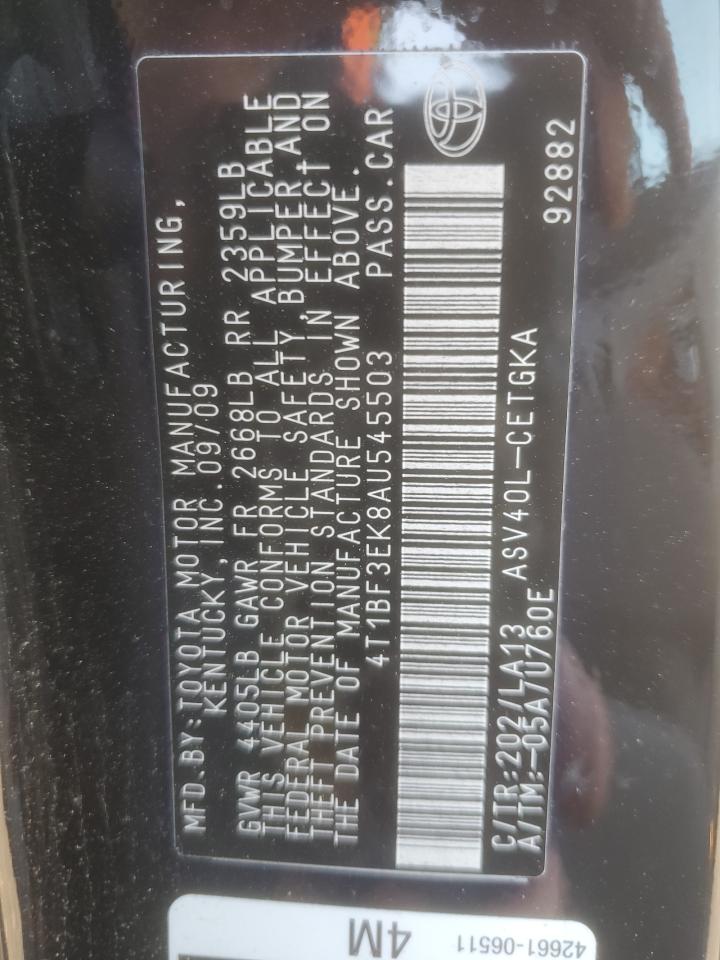 MFD.BY:TOYOTA MOTOR MANUFACTURING,
KENTUCKY, INC. 09/09
GVWR 4405LB GAWR FR 2668LB RR 2359LB
THIS VEHICLE CONFORMS TO ALL APPLICABLE
FEDERAL MOTOR VEHICLE SAFETY, BUMPER AND
THEFT PREVENTION STANDARDS IN EFFECT ON
THE DATE OF MANUFACTURE SHOWN ABOVE.
4T1BF3EK8AU545503 PASS.CAR
C/TR:202/LA13 ASV40L-CETGKA
A/TM:-05A/U760E 92882
4M
42661-06511